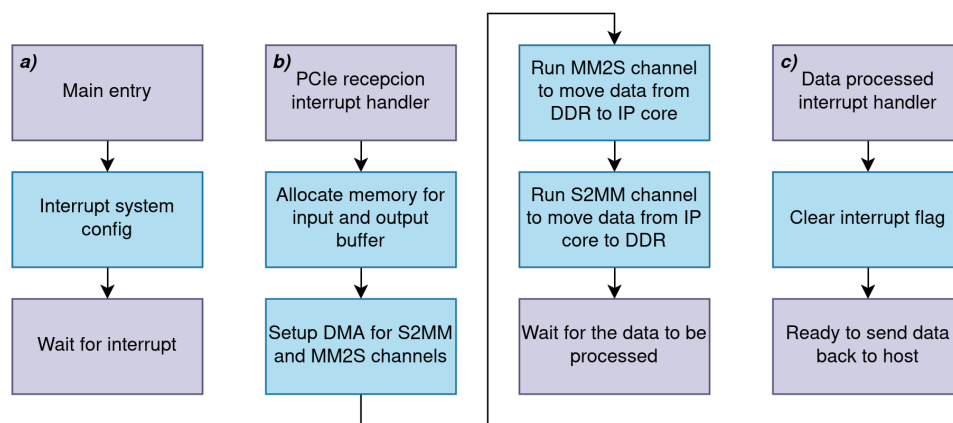 a)
Main entry
Interrupt system
config
Wait for interrupt
b)
PCIe recepcion
interrupt handler
Allocate memory for
input and output
buffer
Setup DMA for S2MM
and MM2S channels
Run MM2S channel
to move data from
DDR to IP core
Run S2MM channel
to move data from IP
core to DDR
Wait for the data to be
processed
c)
Data processed
interrupt handler
Clear interrupt flag
Ready to send data
back to host